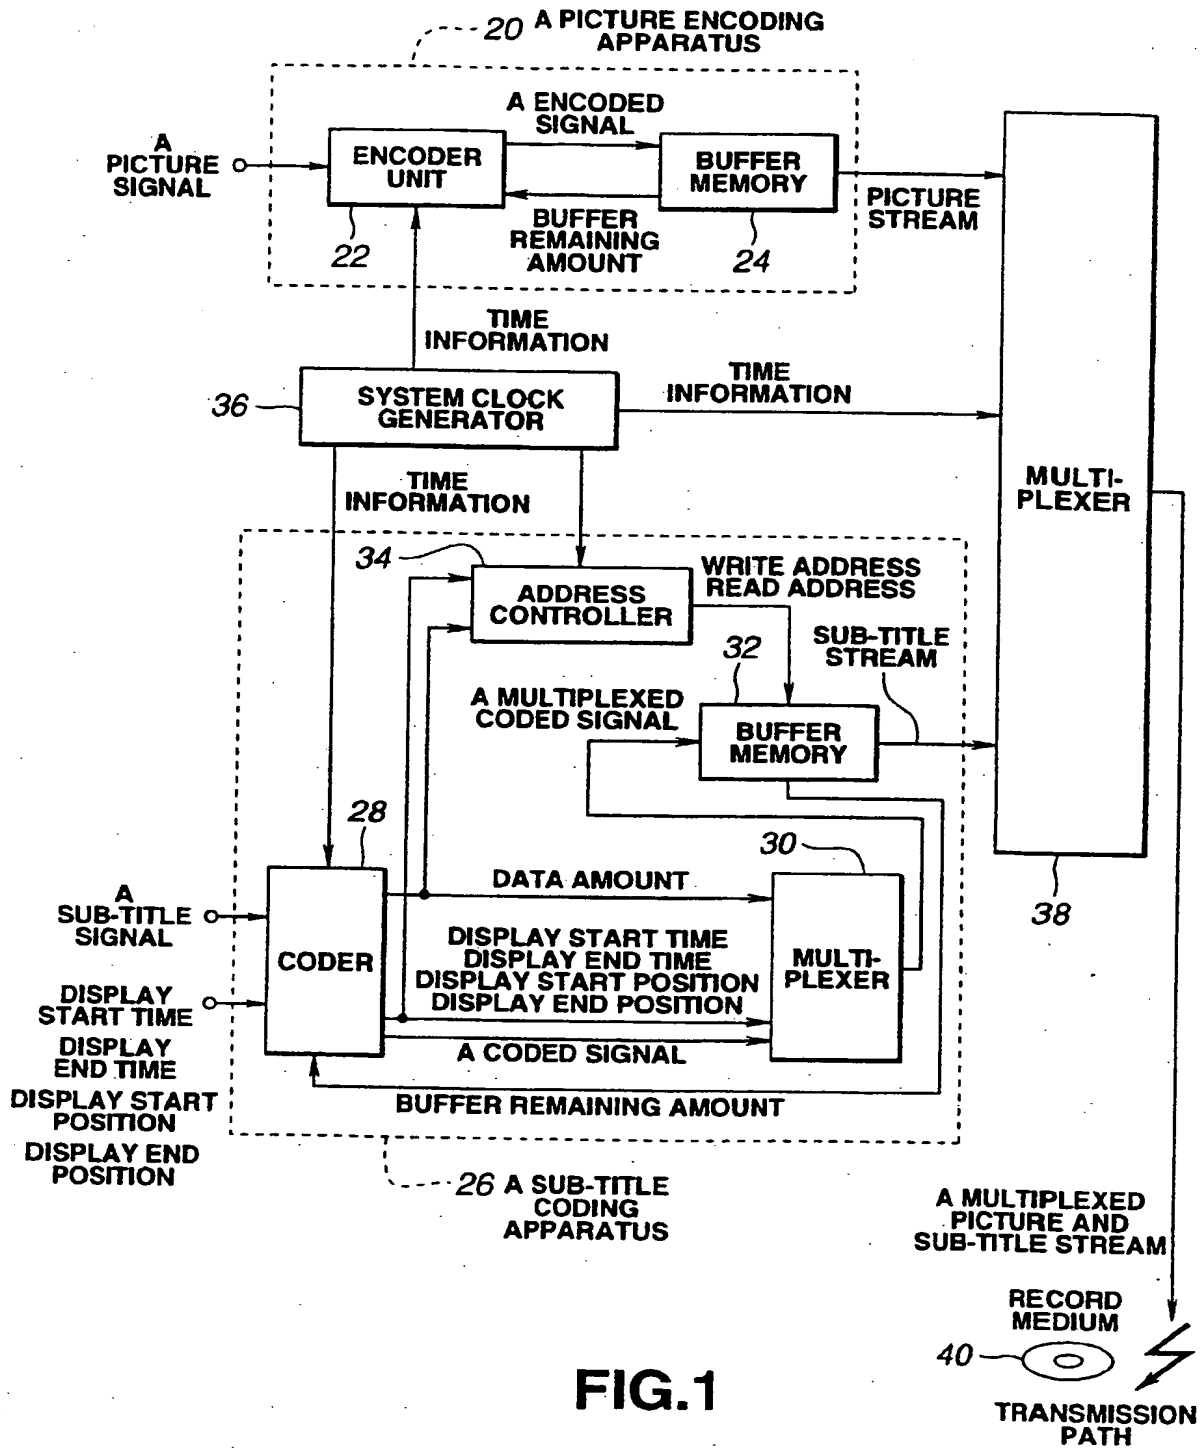 20 A PICTURE ENCODING
APPARATUS
A ENCODED
SIGNAL
A
PICTURE
SIGNAL
ENCODER
UNIT
BUFFER
MEMORY
22
BUFFER
REMAINING
AMOUNT
24
PICTURE
STREAM
TIME
INFORMATION
36
SYSTEM CLOCK
GENERATOR
TIME
INFORMATION
TIME
INFORMATION
MULTI-
PLEXER
34
ADDRESS
CONTROLLER
WRITE ADDRESS
READ ADDRESS
32
SUB-TITLE
STREAM
A MULTIPLEXED
CODED SIGNAL
BUFFER
MEMORY
28
30
38
A
SUB-TITLE
SIGNAL
CODER
DATA AMOUNT
DISPLAY START TIME
DISPLAY END TIME
DISPLAY START POSITION
DISPLAY END POSITION
MULTI-
PLEXER
A CODED SIGNAL
DISPLAY
START TIME
DISPLAY
END TIME
DISPLAY START
POSITION
DISPLAY END
POSITION
BUFFER REMAINING AMOUNT
26 A SUB-TITLE
CODING
APPARATUS
A MULTIPLEXED
PICTURE AND
SUB-TITLE STREAM
RECORD
MEDIUM
40
TRANSMISSION
PATH
FIG.1